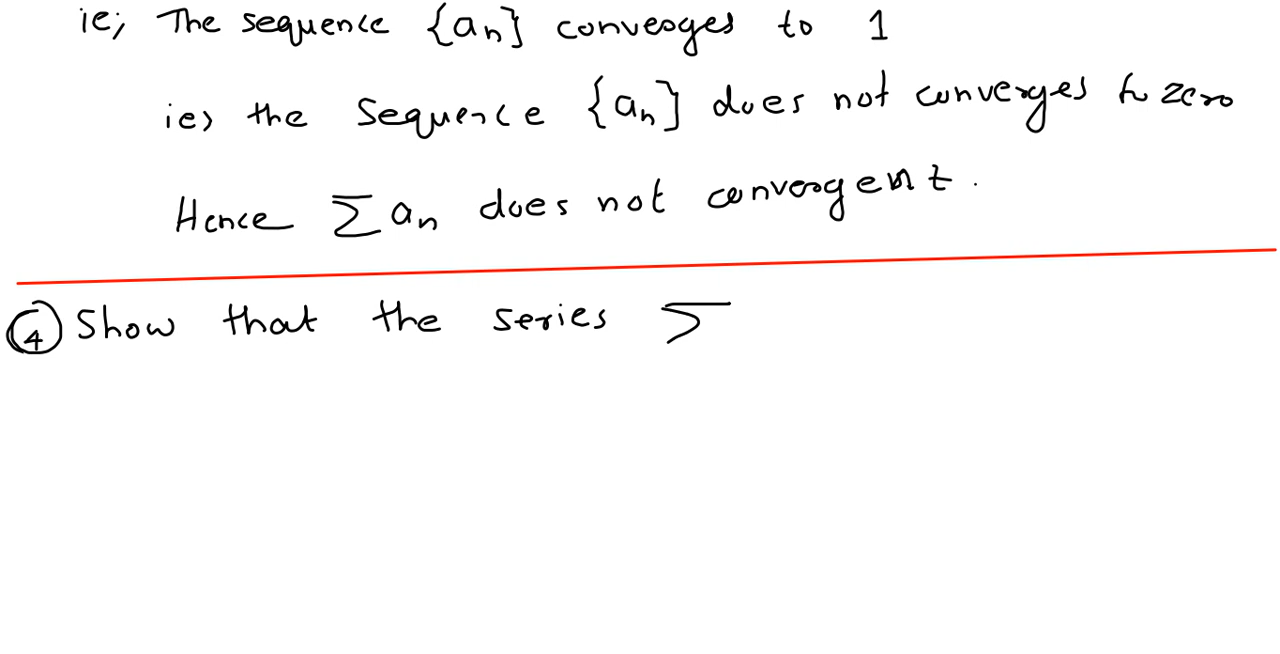 ie; The sequence {an} converges to 1
ie, the sequence {an} does not converges to zero
Hence ∑ an does not convergent.
④ Show that the series ∑